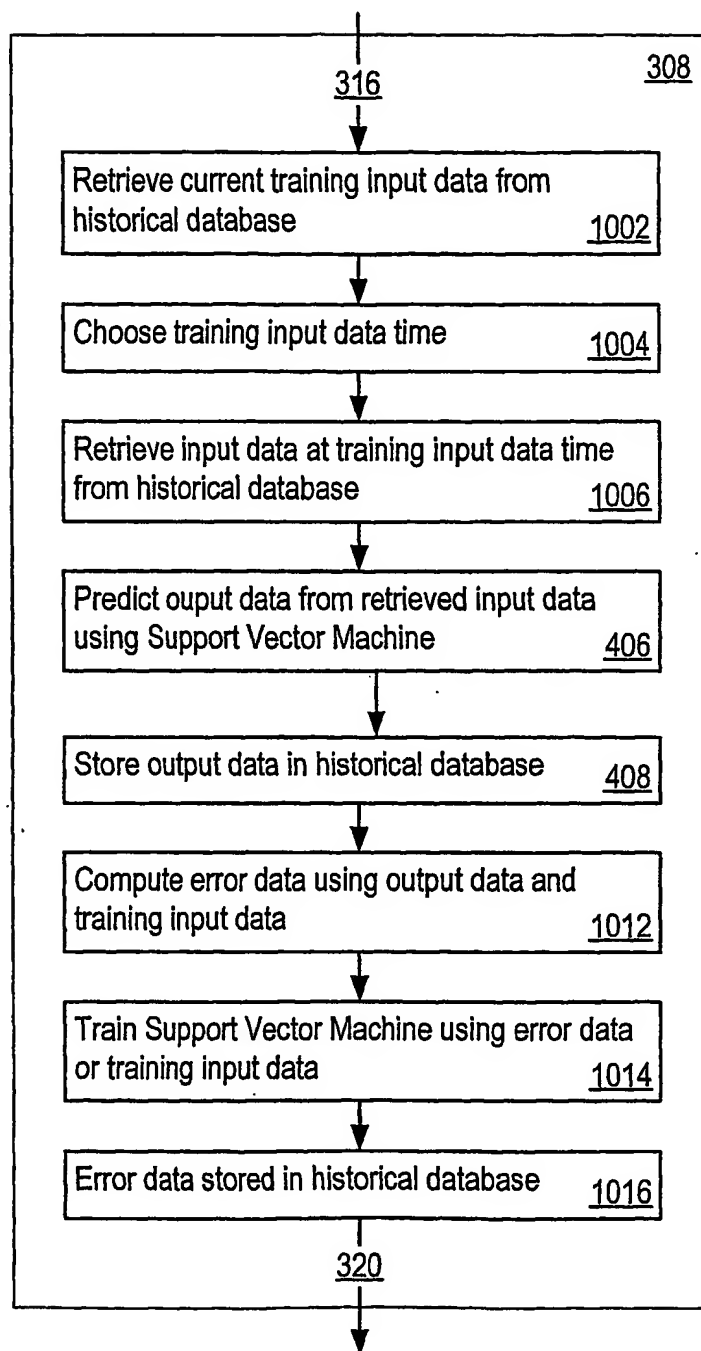 308
316
Retrieve current training input data from
historical database
1002
Choose training input data time
1004
Retrieve input data at training input data time
from historical database
1006
Predict ouput data from retrieved input data
using Support Vector Machine
406
Store output data in historical database
408
Compute error data using output data and
training input data
1012
Train Support Vector Machine using error data
or training input data
1014
Error data stored in historical database
1016
320